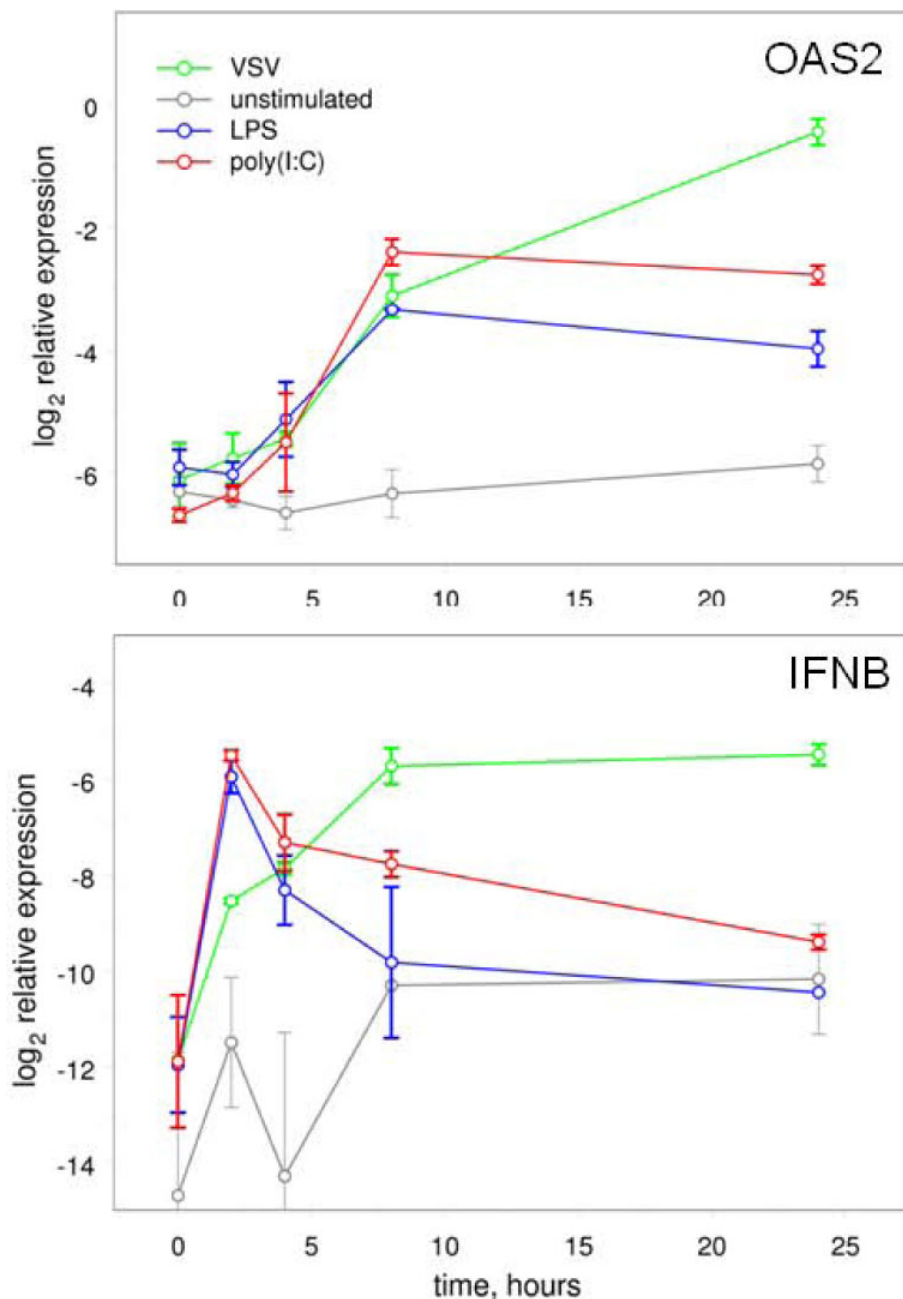 OAS2
VSV
unstimulated
LPS
poly(I:C)
log2 relative expression
0
-2
-4
-6
0 5 10 15 20 25
IFNB
log2 relative expression
-4
-6
-8
-10
-12
-14
0 5 10 15 20 25
time, hours